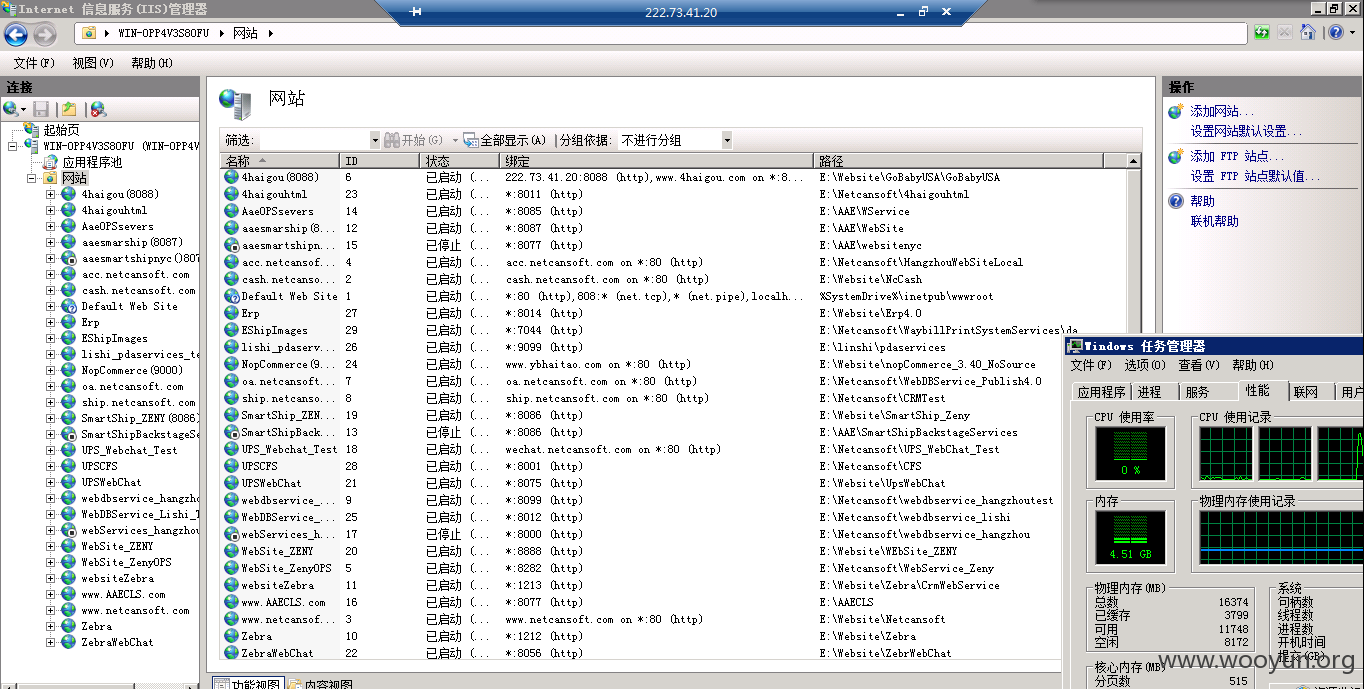 Internet 信息服务(IIS)管理器
222.73.41.20
WIN-OPP4V3S8OFU
网站
文件(F) 视图(V) 帮助(H)
连接
起始页
WIN-OPP4V3S8OFU (WIN-OPP4V
应用程序池
网站
4haigou(8088)
4haigouhtml
AaeOPSsevers
aaesmarship(8087)
aaesmartshipnyc()807
acc.netcansoft.com
cash.netcansoft.com
Default Web Site
Erp
EShipImages
lishi_pdaservices_te
NopCommerce(9000)
oa.netcansoft.com
ship.netcansoft.com
SmartShip_ZENY(8086)
SmartShipBackstageSe
UPS_Webchat_Test
UPSCFS
UPSWebChat
webdbservice_hangzho
WebDBService_Lishi_T
webServices_hangzhou
WebSite_ZENY
WebSite_ZenyOPS
websiteZebra
www.AAECLS.com
www.netcansoft.com
Zebra
ZebraWebChat
网站
筛选: 开始(G) 全部显示(A) 分组依据: 不进行分组
名称 ID 状态 绑定 路径
4haigou(8088) 6 已启动 (... 222.73.41.20:8088 (http),www.4haigou.com on *:8... E:\Website\GoBabyUSA\GoBabyUSA
4haigouhtml 23 已启动 (... *:8011 (http) E:\Netcansoft\4haigouhtml
AaeOPSsevers 14 已启动 (... *:8085 (http) E:\AAE\WService
aaesmarship(8... 12 已启动 (... *:8087 (http) E:\AAE\WebSite
aaesmartshipn... 15 已停止 (... *:8077 (http) E:\AAE\websitenyc
acc.netcansof... 4 已启动 (... acc.netcansoft.com on *:80 (http) E:\Netcansoft\HangzhouWebSiteLocal
cash.netcanso... 2 已启动 (... cash.netcansoft.com on *:80 (http) E:\Website\NcCash
Default Web Site 1 已启动 (... *:80 (http),808:* (net.tcp),* (net.pipe),localh... %SystemDrive%\inetpub\wwwroot
Erp 27 已启动 (... *:8014 (http) E:\Website\Erp4.0
EShipImages 29 已启动 (... *:7044 (http) E:\Netcansoft\WaybillPrintSystemServices\da
lishi_pdaserv... 26 已启动 (... *:9099 (http) E:\linshi\pdaservices
NopCommerce(9... 24 已启动 (... www.ybhaitao.com on *:80 (http) E:\Website\nopCommerce_3.40_NoSource
oa.netcansoft... 7 已启动 (... oa.netcansoft.com on *:80 (http) E:\Netcansoft\WebDBService_Publish4.0
ship.netcanso... 8 已启动 (... ship.netcansoft.com on *:80 (http) E:\Netcansoft\CRMTest
SmartShip_ZEN... 19 已启动 (... *:8086 (http) E:\Website\SmartShip_Zeny
SmartShipBack... 13 已停止 (... *:8086 (http) E:\AAE\SmartShipBackstageServices
UPS_Webchat_Test 18 已启动 (... wechat.netcansoft.com on *:80 (http) E:\Netcansoft\UPS_WebChat_Test
UPSCFS 28 已启动 (... *:8001 (http) E:\Netcansoft\CFS
UPSWebChat 21 已启动 (... *:8075 (http) E:\Website\UpsWebChat
webdbservice_... 9 已启动 (... *:8099 (http) E:\Netcansoft\webdbservice_hangzhoutest
WebDBService_... 25 已启动 (... *:8012 (http) E:\Netcansoft\webdbservice_lishi
webServices_h... 17 已停止 (... *:8000 (http) E:\Netcansoft\webdbservice_hangzhou
WebSite_ZENY 20 已启动 (... *:8888 (http) E:\Website\WEbSite_ZENY
WebSite_ZenyOPS 5 已启动 (... *:8282 (http) E:\Netcansoft\WebService_Zeny
websiteZebra 11 已启动 (... *:1213 (http) E:\Website\Zebra\CrmWebService
www.AAECLS.com 16 已启动 (... *:8077 (http) E:\AAECLS
www.netcansof... 3 已启动 (... www.netcansoft.com on *:80 (http) E:\Website\Netcansoft
Zebra 10 已启动 (... *:1212 (http) E:\Website\Zebra
ZebraWebChat 22 已启动 (... *:8056 (http) E:\Website\ZebrWebChat
功能视图 内容视图
操作
添加网站...
设置网站默认设置...
添加 FTP 站点...
设置 FTP 站点默认值...
帮助
联机帮助
Windows 任务管理器
文件(F) 选项(O) 查看(V) 帮助(H)
应用程序 进程 服务 性能 联网 用户
CPU 使用率 CPU 使用记录
0 %
内存 物理内存使用记录
4.51 GB
物理内存(MB) 系统
总数 16374 句柄数
已缓存 3799 线程数
可用 11748 进程数
空闲 8172 开机时间
提交(GB)
核心内存(MB)
分页数 515
www.wooyun.org